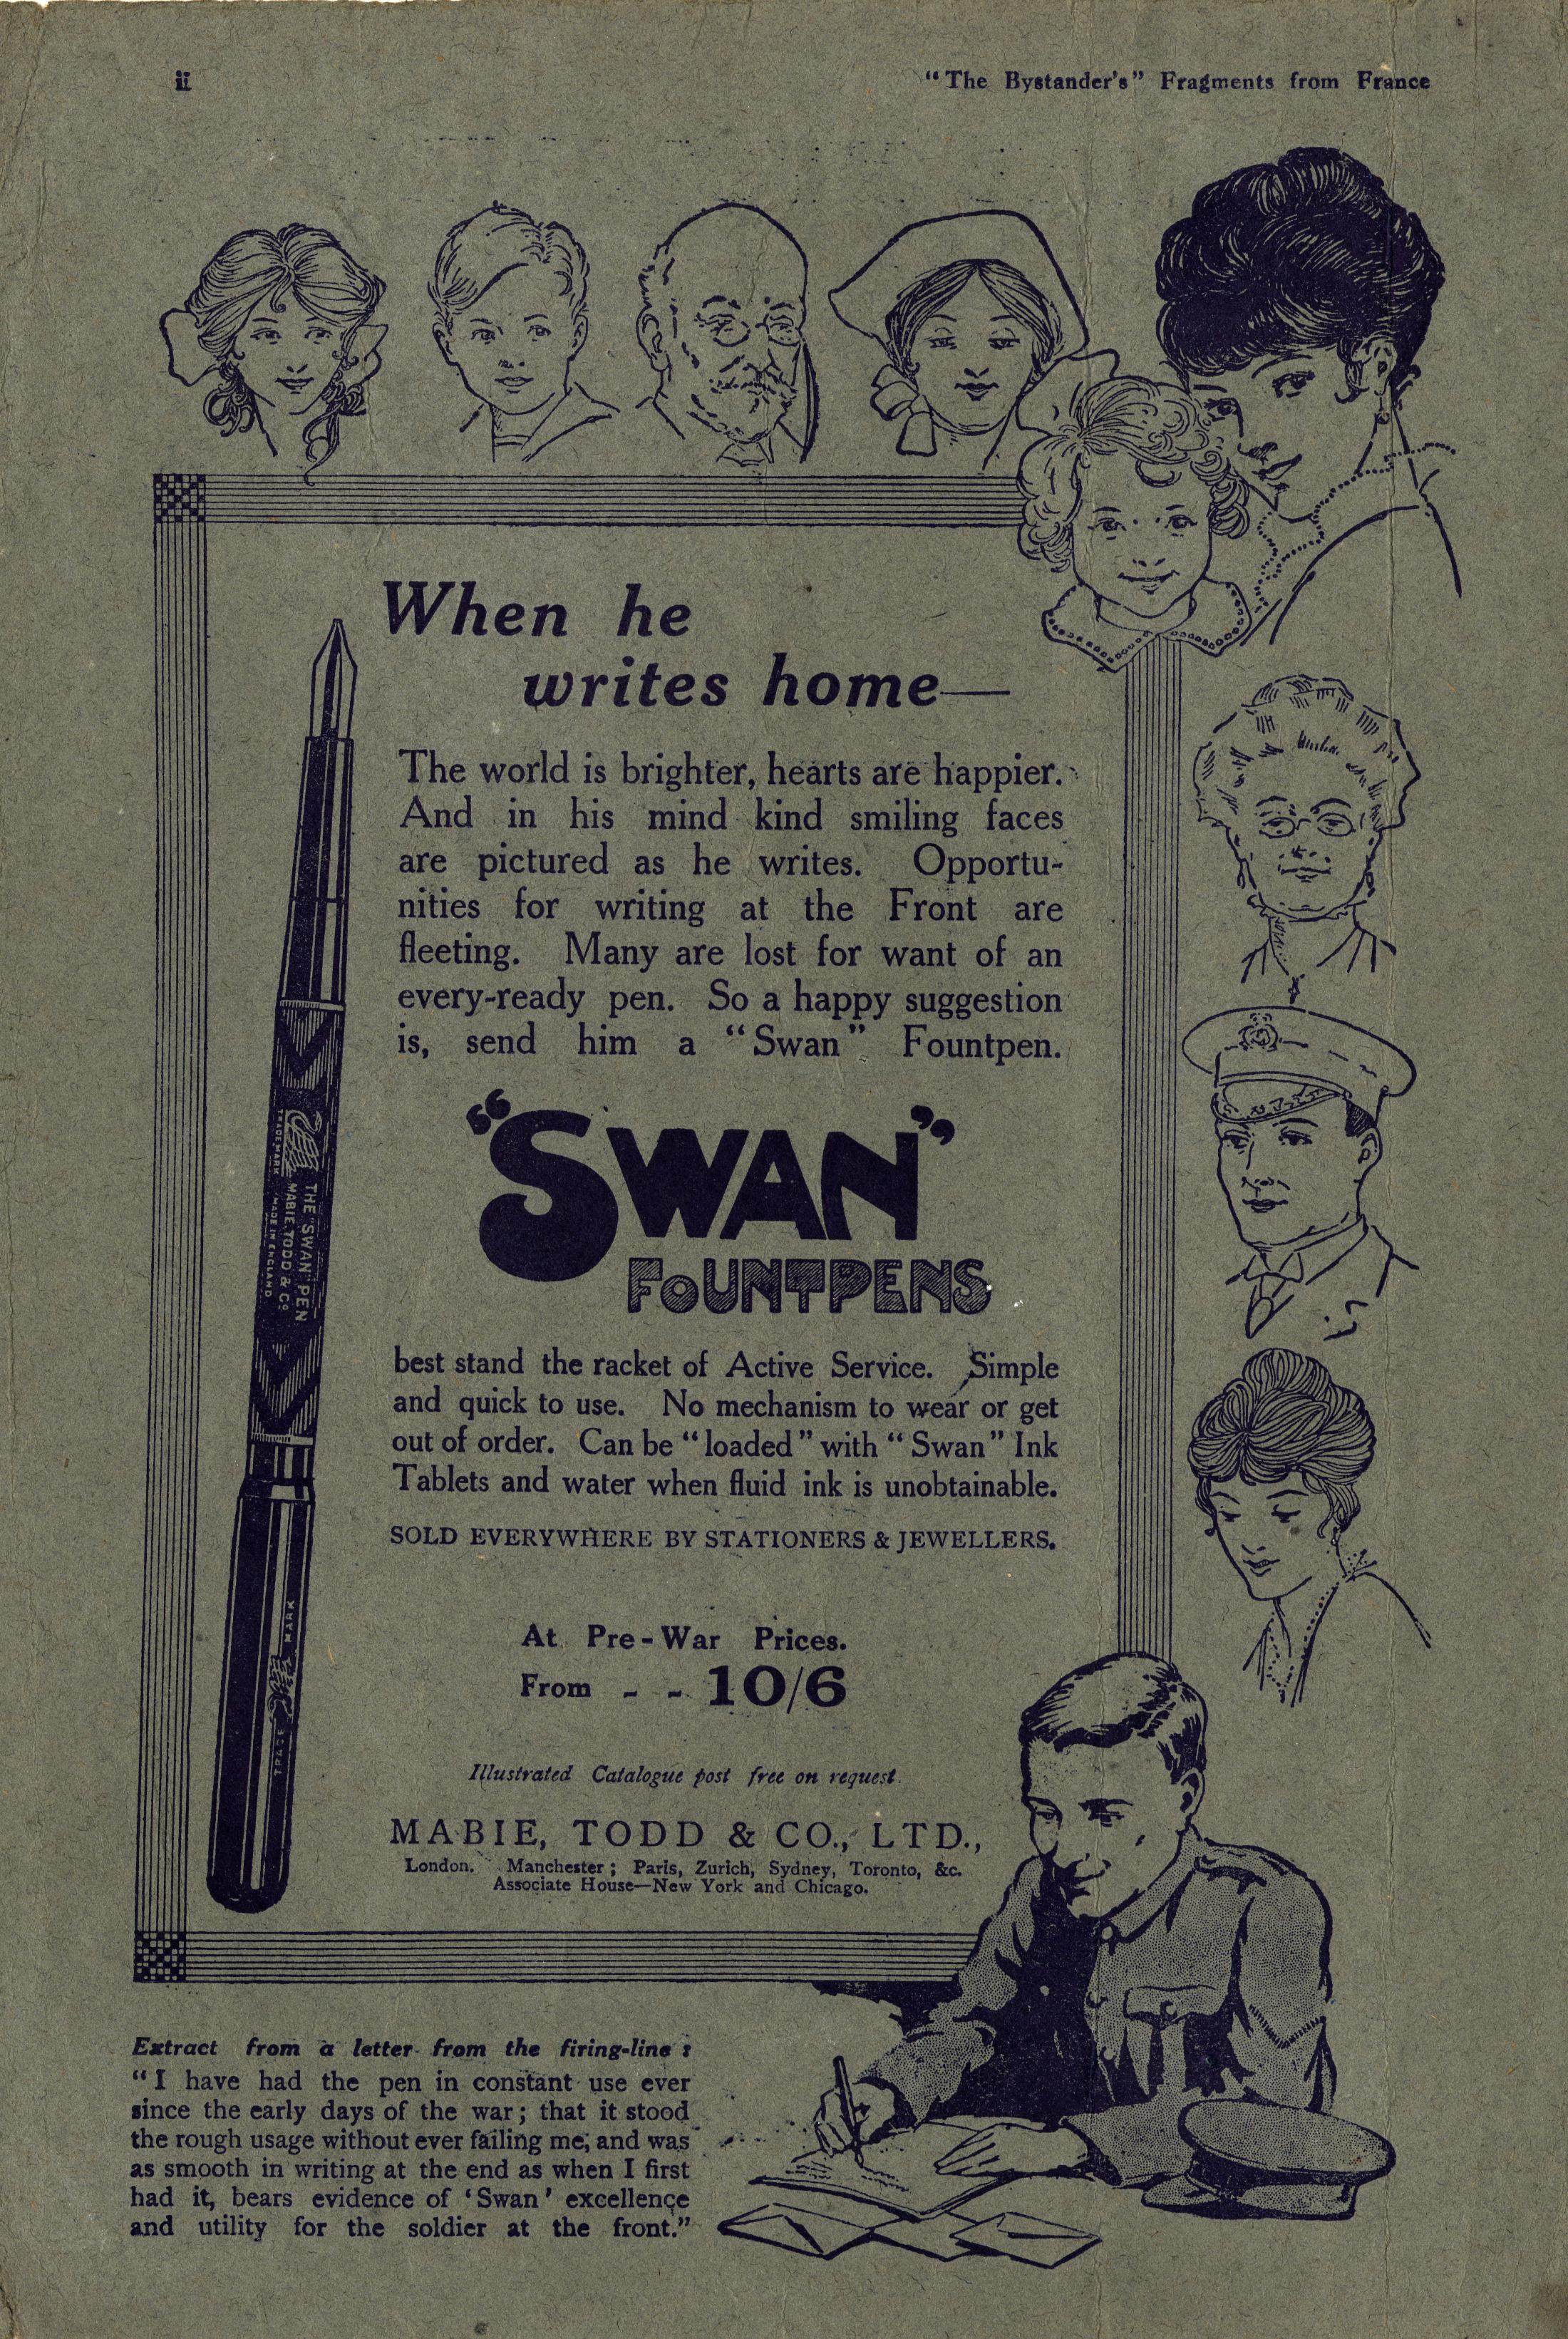 ii
“The Bystander's” Fragments from France
When he
writes home—
The world is brighter, hearts are happier.
And in his mind kind smiling faces
are pictured as he writes. Opportu-
nities for writing at the Front are
fleeting. Many are lost for want of an
every-ready pen. So a happy suggestion
is, send him a “Swan” Fountpen.
“SWAN”
FOUNTPENS
TRADE MARK
THE "SWAN" PEN
MABIE, TODD & Co.
MADE IN ENGLAND
best stand the racket of Active Service. Simple
and quick to use. No mechanism to wear or get
out of order. Can be “loaded” with “Swan” Ink
Tablets and water when fluid ink is unobtainable.
SOLD EVERYWHERE BY STATIONERS & JEWELLERS.
At Pre-War Prices.
From - - 10/6
TRADE MARK
Illustrated Catalogue post free on request.
MABIE, TODD & CO., LTD.,
London. Manchester; Paris, Zurich, Sydney, Toronto, &c.
Associate House—New York and Chicago.
Extract from a letter from the firing-line:
“I have had the pen in constant use ever
since the early days of the war; that it stood
the rough usage without ever failing me, and was
as smooth in writing at the end as when I first
had it, bears evidence of ‘Swan’ excellence
and utility for the soldier at the front.”